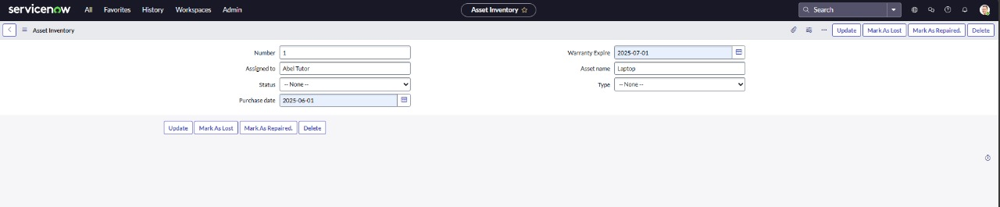 servicenow All Favorites History Workspaces Admin Asset Inventory Search
Asset Inventory Update Mark As Lost Mark As Repaired. Delete
Number 1 Warranty Expire 2025-07-01
Assigned to Abel Tutor Asset name Laptop
Status -- None -- Type -- None --
Purchase date 2025-06-01
Update Mark As Lost Mark As Repaired. Delete